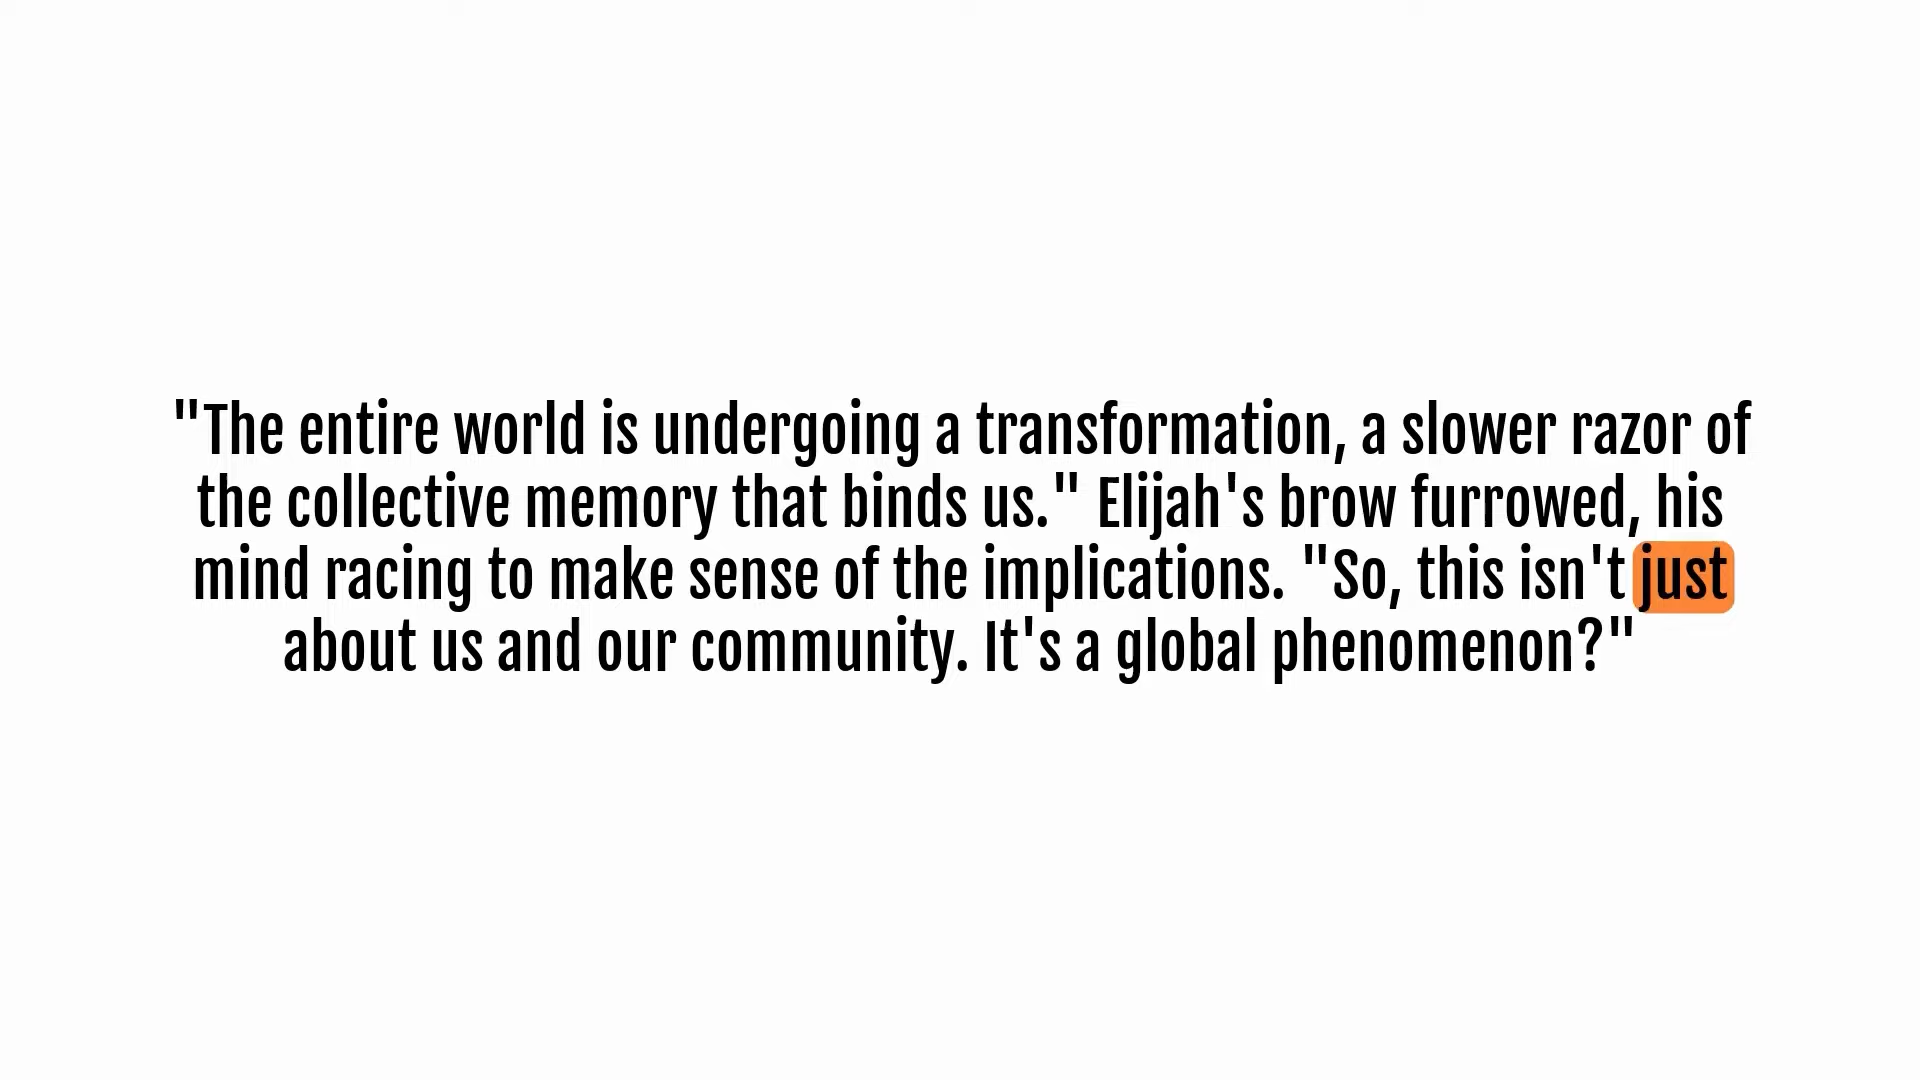 "The entire world is undergoing a transformation, a slower razor of
the collective memory that binds us." Elijah's brow furrowed, his
mind racing to make sense of the implications. "So, this isn't just
about us and our community. It's a global phenomenon?"